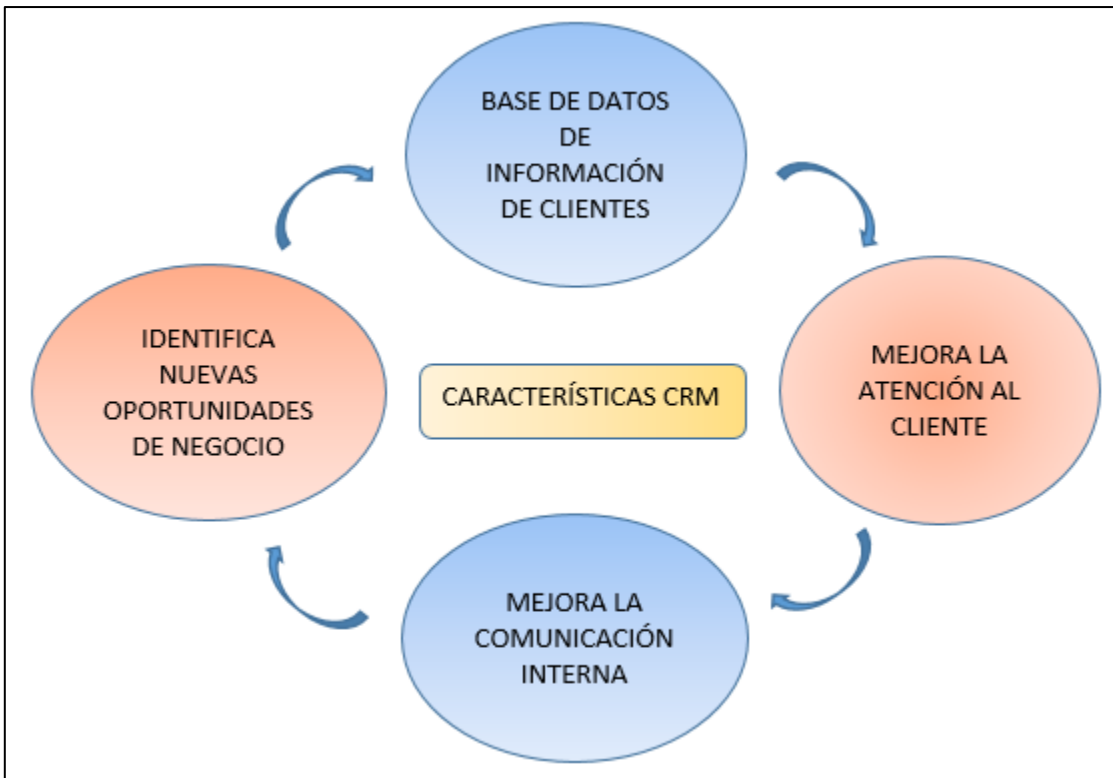 BASE DE DATOS
DE
INFORMACIÓN
DE CLIENTES
IDENTIFICA
NUEVAS
OPORTUNIDADES
DE NEGOCIO
CARACTERÍSTICAS CRM
MEJORA LA
ATENCIÓN AL
CLIENTE
MEJORA LA
COMUNICACIÓN
INTERNA